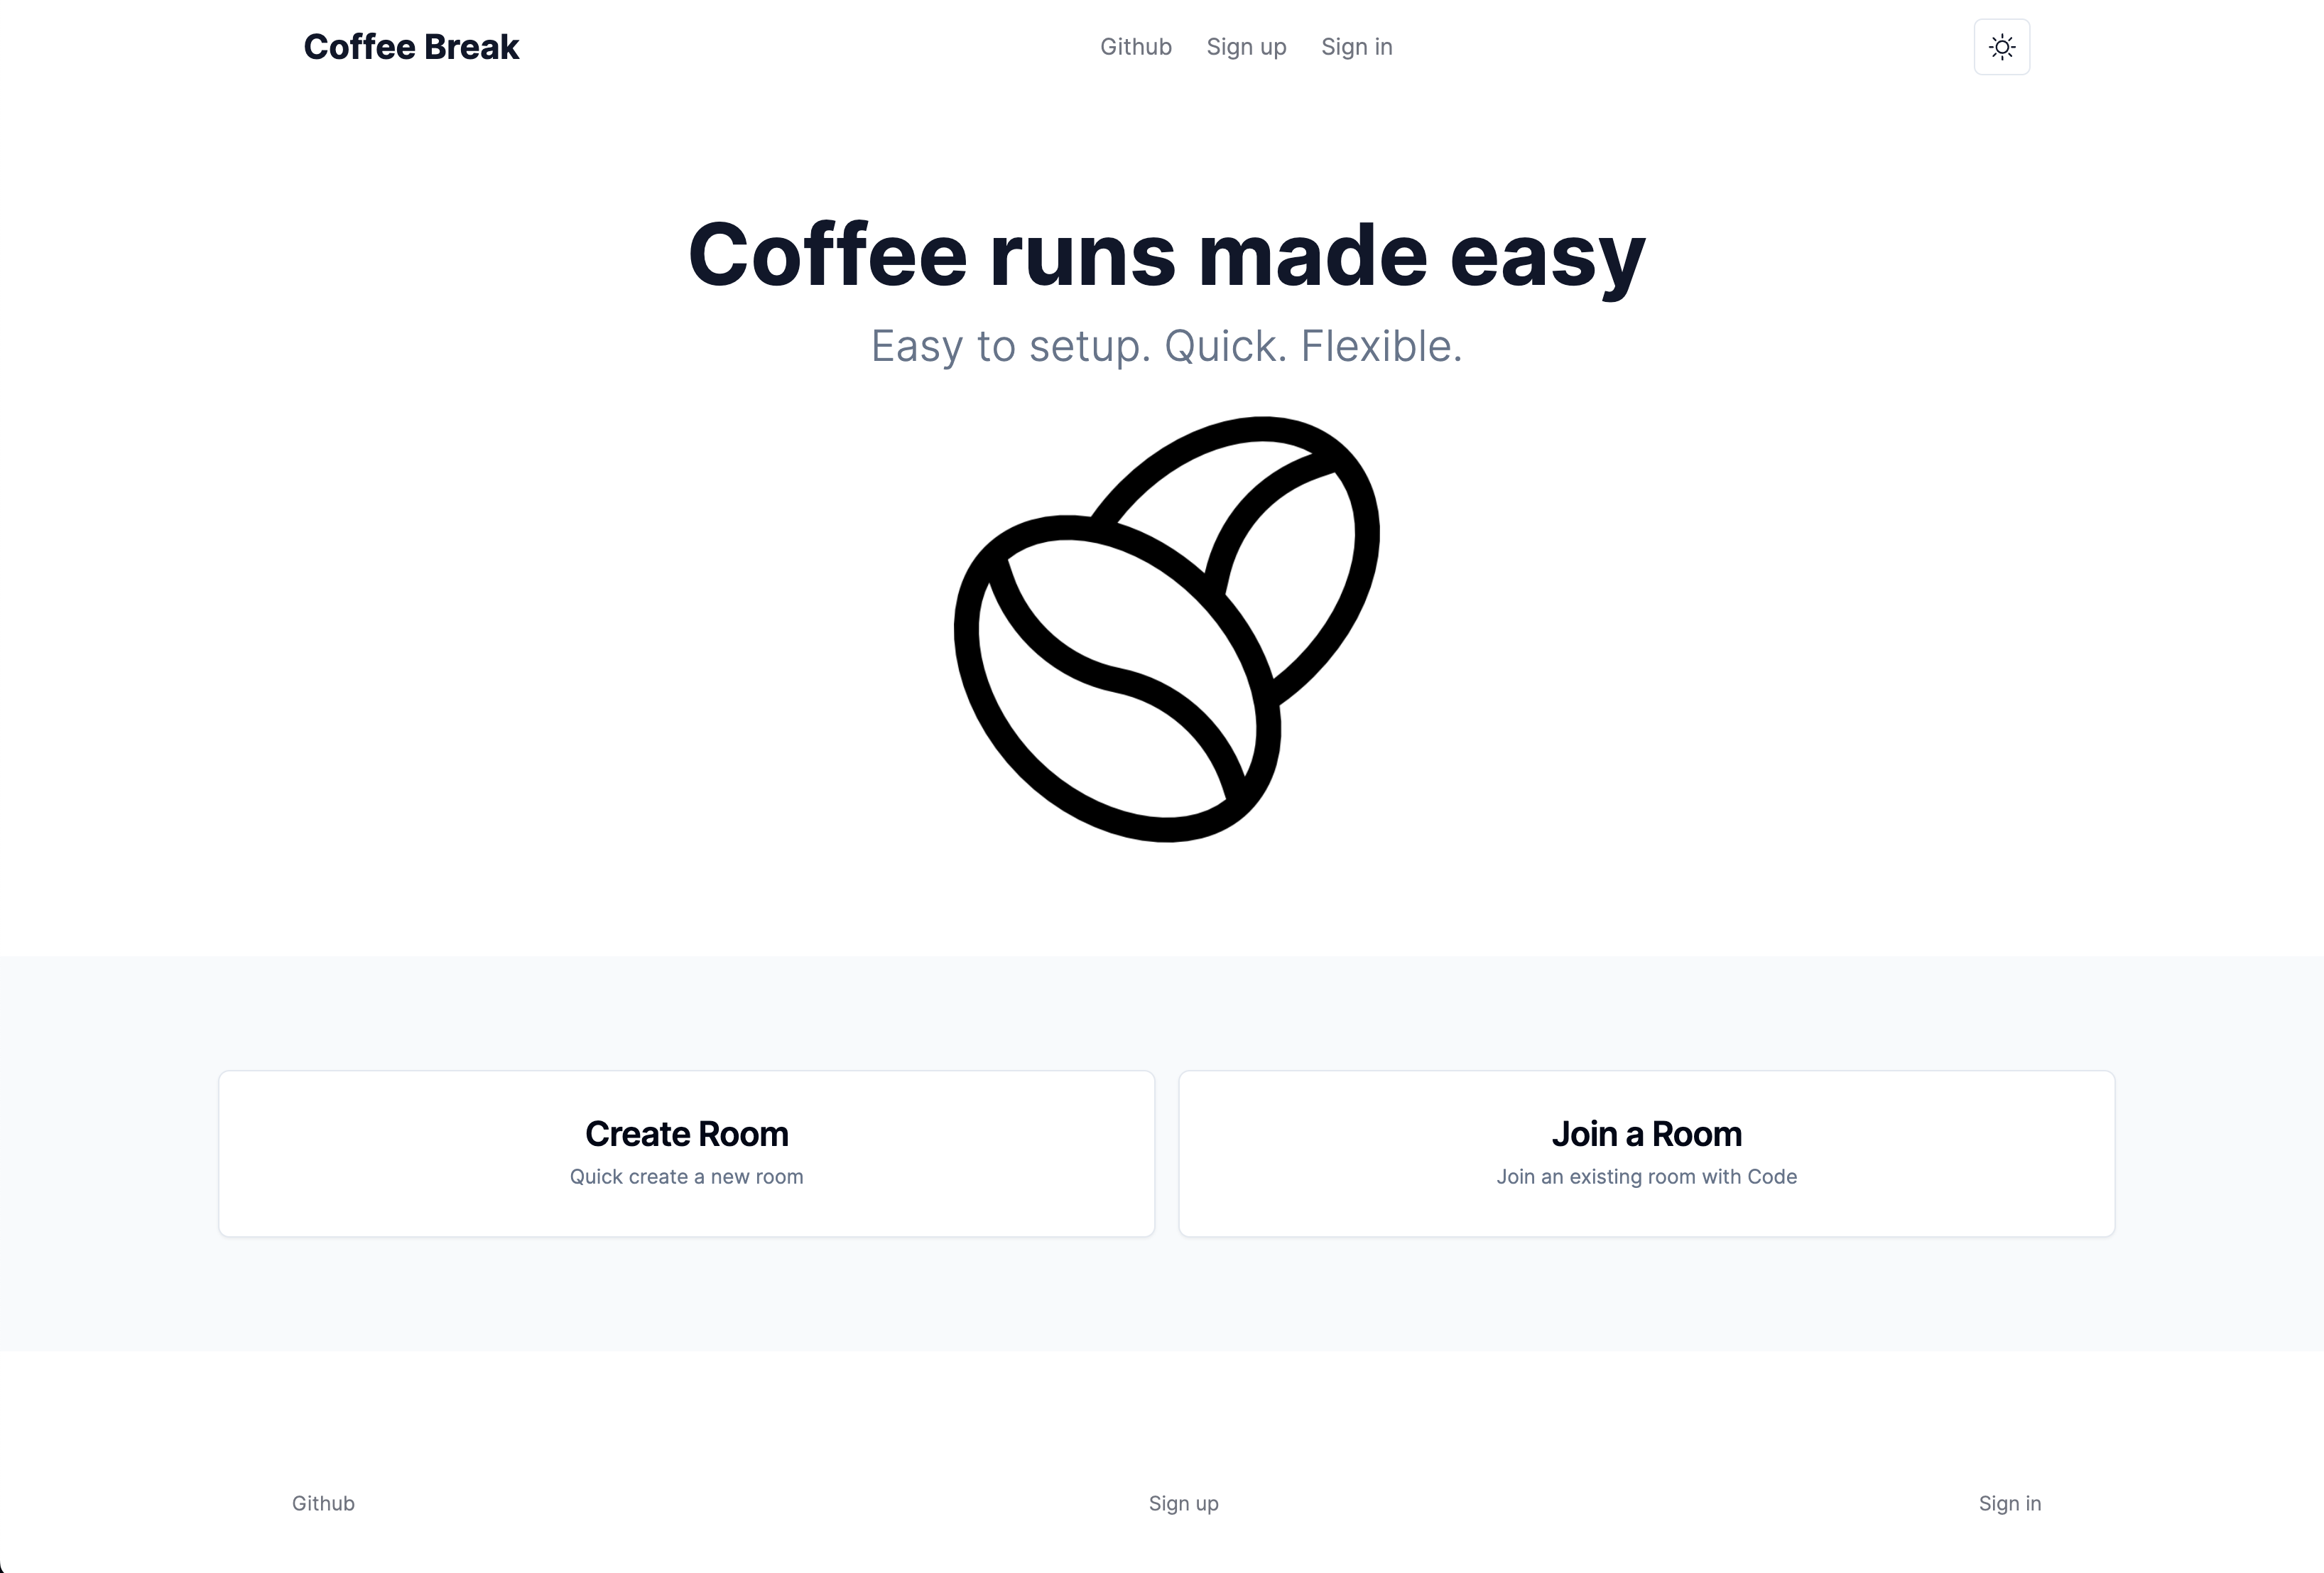 Coffee Break
Github Sign up Sign in
Coffee runs made easy
Easy to setup. Quick. Flexible.
Create Room
Quick create a new room
Join a Room
Join an existing room with Code
Github Sign up Sign in